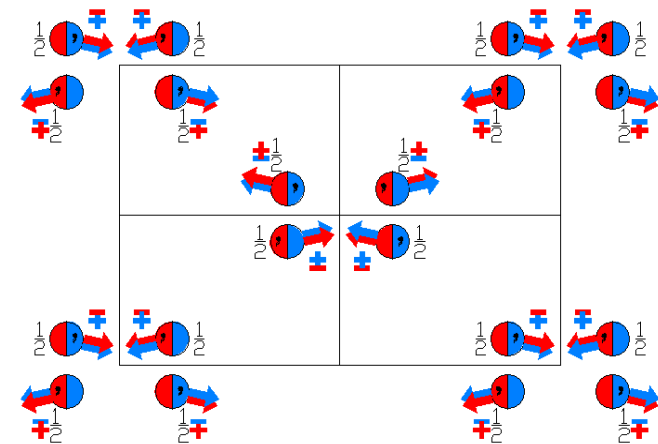 ∓ ∓ ∓ ∓
½ , , ½ ½ , , ½
, , , ,
∓½ ½∓ ∓½ ½∓
±½ ½±
, ,
½ ½
± ±
∓ ∓ ∓ ∓
½ , , ½ ½ , , ½
, , , ,
∓½ ½∓ ∓½ ½∓